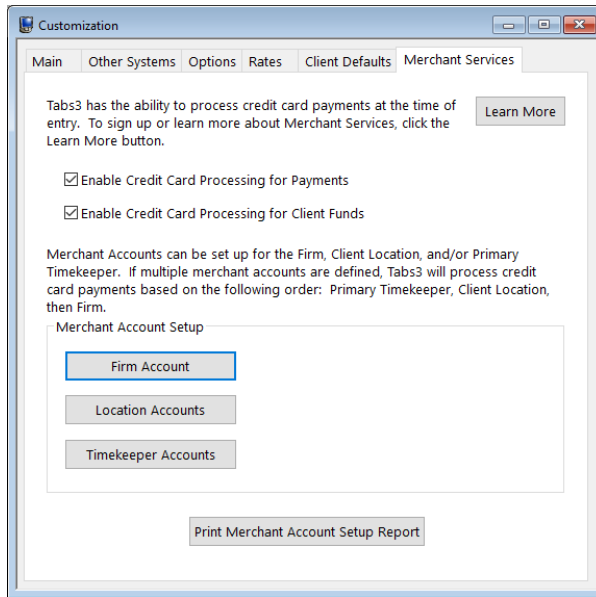 Customization
Main Other Systems Options Rates Client Defaults Merchant Services
Tabs3 has the ability to process credit card payments at the time of
entry. To sign up or learn more about Merchant Services, click the
Learn More button.
Learn More
Enable Credit Card Processing for Payments
Enable Credit Card Processing for Client Funds
Merchant Accounts can be set up for the Firm, Client Location, and/or Primary
Timekeeper. If multiple merchant accounts are defined, Tabs3 will process credit
card payments based on the following order: Primary Timekeeper, Client Location,
then Firm.
Merchant Account Setup
Firm Account
Location Accounts
Timekeeper Accounts
Print Merchant Account Setup Report